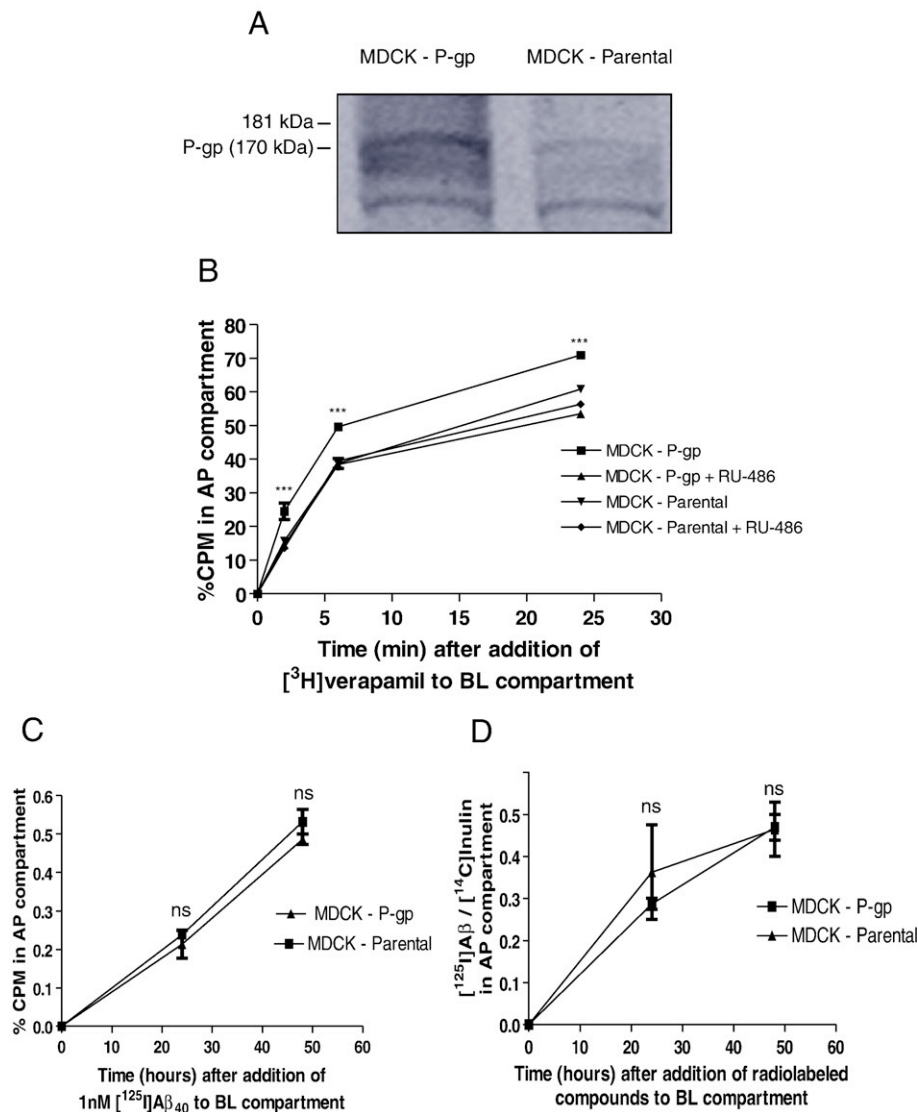 A
MDCK - P-gp MDCK - Parental
181 kDa
P-gp (170 kDa)
B
%CPM in AP compartment
80
70
60
50
40
30
20
10
0
***
***
***
MDCK - P-gp
MDCK - P-gp + RU-486
MDCK - Parental
MDCK - Parental + RU-486
0 5 10 15 20 25 30
Time (min) after addition of
[³H]verapamil to BL compartment
C
% CPM in AP compartment
0.6
0.5
0.4
0.3
0.2
0.1
0.0
ns
ns
MDCK - P-gp
MDCK - Parental
0 10 20 30 40 50 60
Time (hours) after addition of
1nM [¹²⁵I]Aβ₄₀ to BL compartment
D
[¹²⁵I]Aβ / [¹⁴C]Inulin
in AP compartment
0.5
0.4
0.3
0.2
0.1
0.0
ns
ns
MDCK - P-gp
MDCK - Parental
0 20 40 60
Time (hours) after addition of radiolabeled
compounds to BL compartment